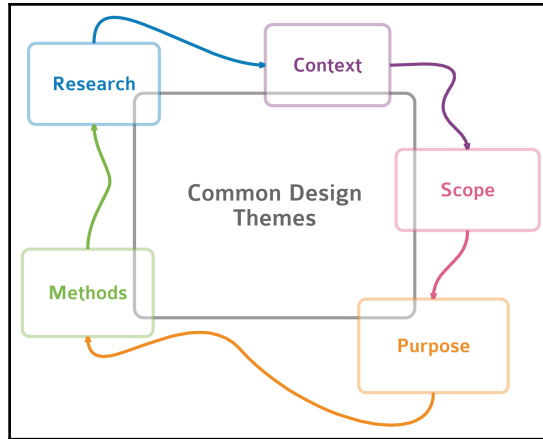 Context
Research
Common Design
Themes
Scope
Methods
Purpose